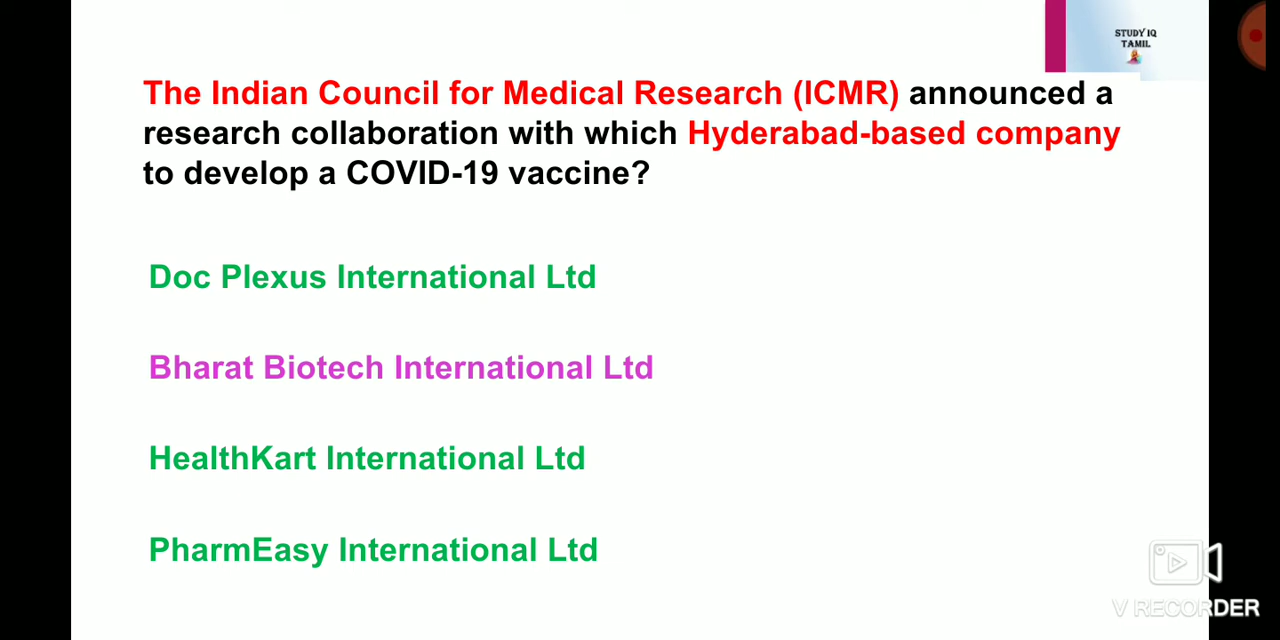 STUDY IQ
TAMIL
The Indian Council for Medical Research (ICMR) announced a
research collaboration with which Hyderabad-based company
to develop a COVID-19 vaccine?
Doc Plexus International Ltd
Bharat Biotech International Ltd
HealthKart International Ltd
PharmEasy International Ltd
V RECORDER